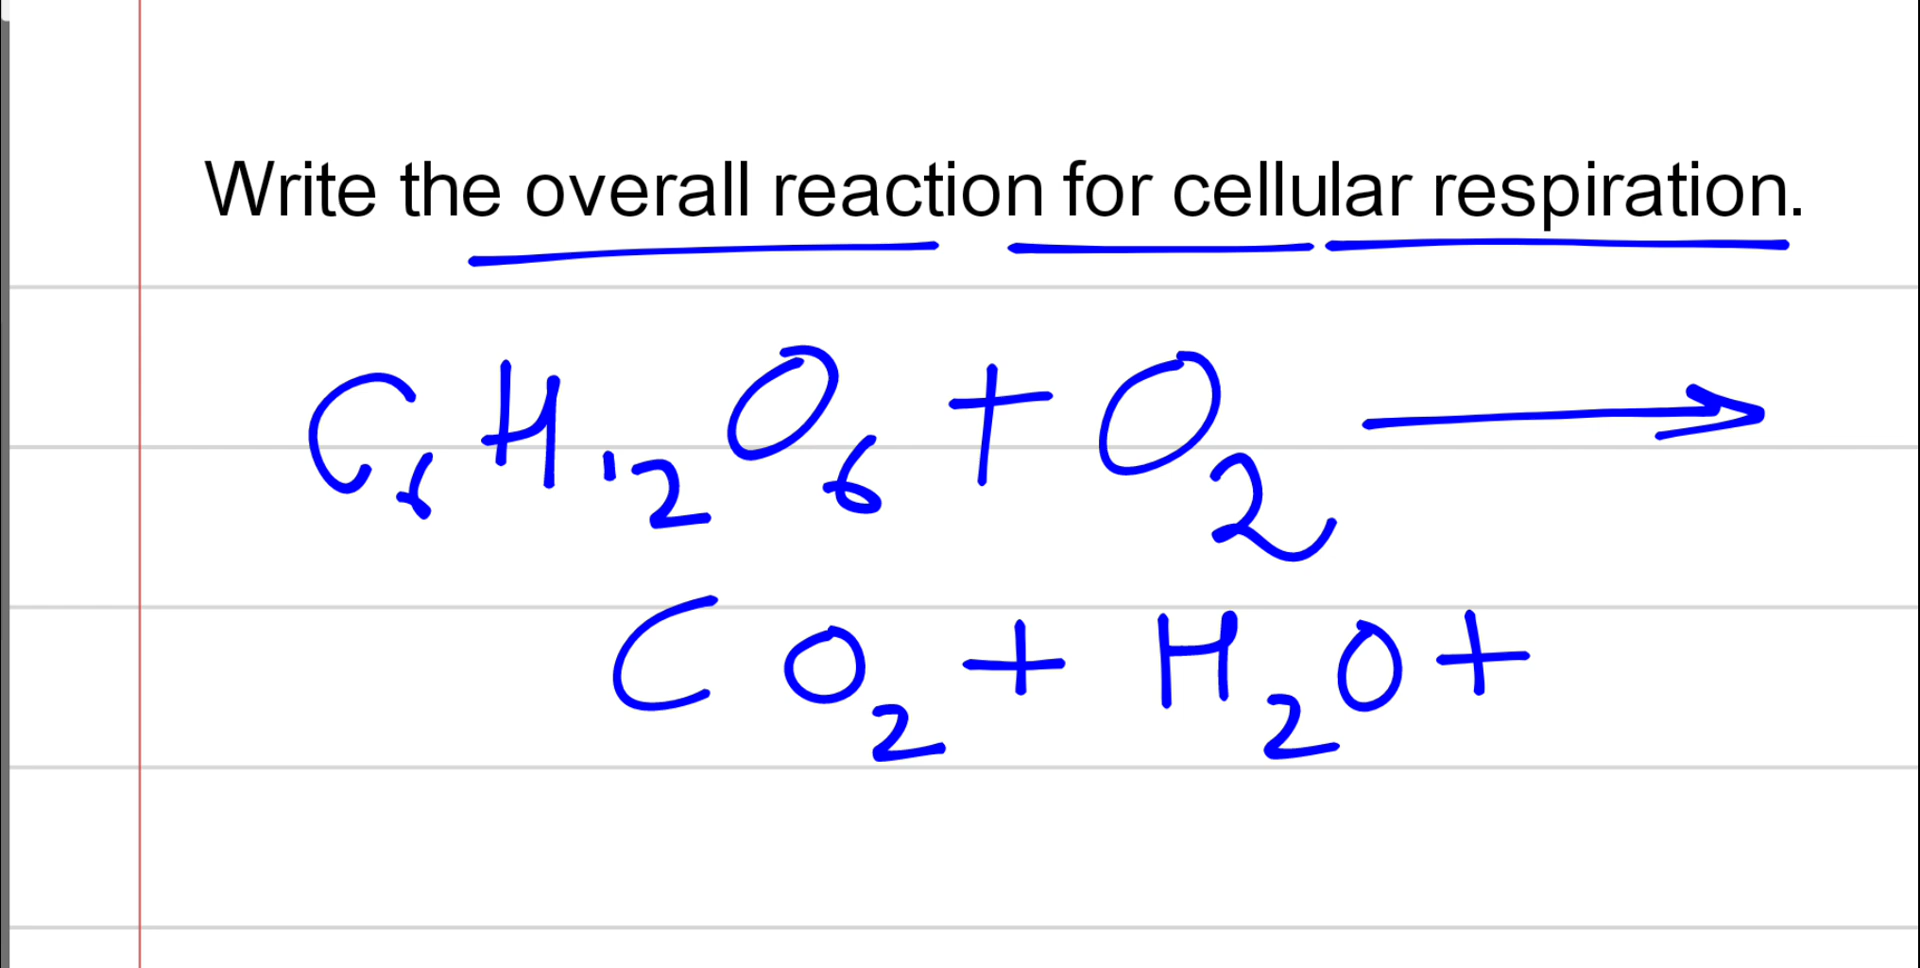 Write the overall reaction for cellular respiration.
C₆H₁₂O₆ + O₂ ⟶
CO₂ + H₂O +